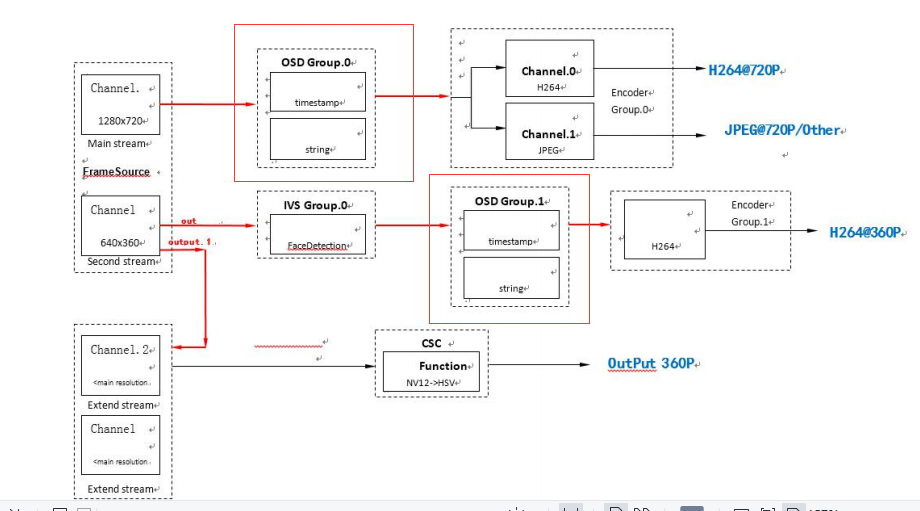 Channel.
1280x720
Main stream
FrameSource
Channel
640x360
Second stream
OSD Group.0
timestamp
string
Channel.0
H264
Channel.1
JPEG
Encoder
Group.0
H264@720P
JPEG@720P/Other
out
output.1
IVS Group.0
FaceDetection
OSD Group.1
timestamp
string
H264
Encoder
Group.1
H264@360P
Channel.2
<main resolution.
Extend stream
Channel
<main resolution.
Extend stream
CSC
Function
NV12->HSV
OutPut 360P